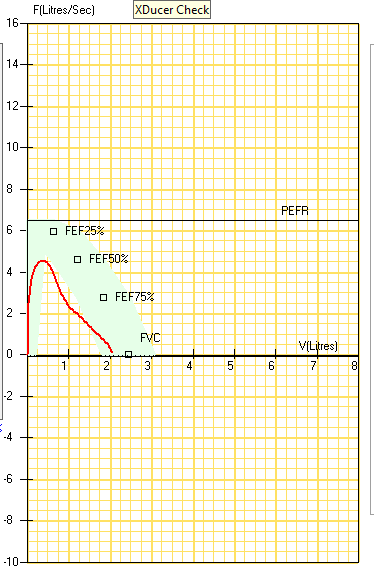 F(Litres/Sec)
XDucer Check
16
14
12
10
8
PEFR
6
FEF25%
FEF50%
4
FEF75%
2
FVC
V(Litres)
0
1 2 3 4 5 6 7 8
-2
-4
-6
-8
-10